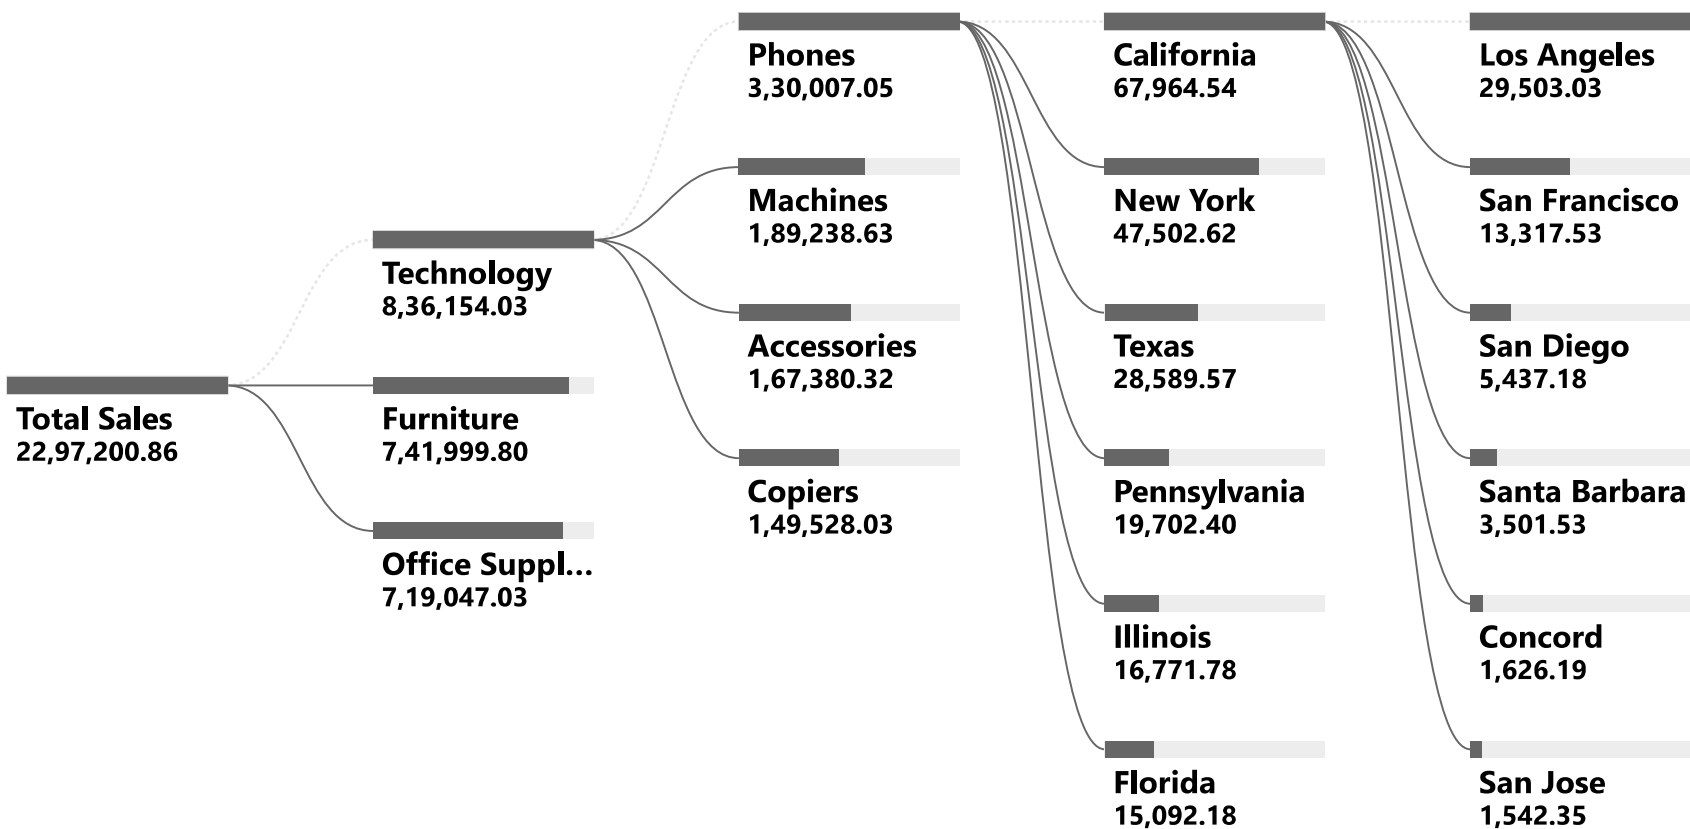 Total Sales
22,97,200.86
Technology
8,36,154.03
Furniture
7,41,999.80
Office Suppl...
7,19,047.03
Phones
3,30,007.05
Machines
1,89,238.63
Accessories
1,67,380.32
Copiers
1,49,528.03
California
67,964.54
New York
47,502.62
Texas
28,589.57
Pennsylvania
19,702.40
Illinois
16,771.78
Florida
15,092.18
Los Angeles
29,503.03
San Francisco
13,317.53
San Diego
5,437.18
Santa Barbara
3,501.53
Concord
1,626.19
San Jose
1,542.35